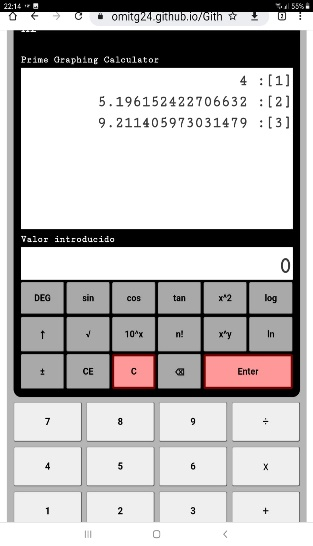 22:14
55%
omitg24.github.io/Gith
Prime Graphing Calculator
4 :[1]
5.196152422706632 :[2]
9.211405973031479 :[3]
Valor introducido
0
DEG sin cos tan x^2 log
↑ √ 10^x n! x^y ln
± CE C ⌫ Enter
7 8 9 ÷
4 5 6 x
1 2 3 +